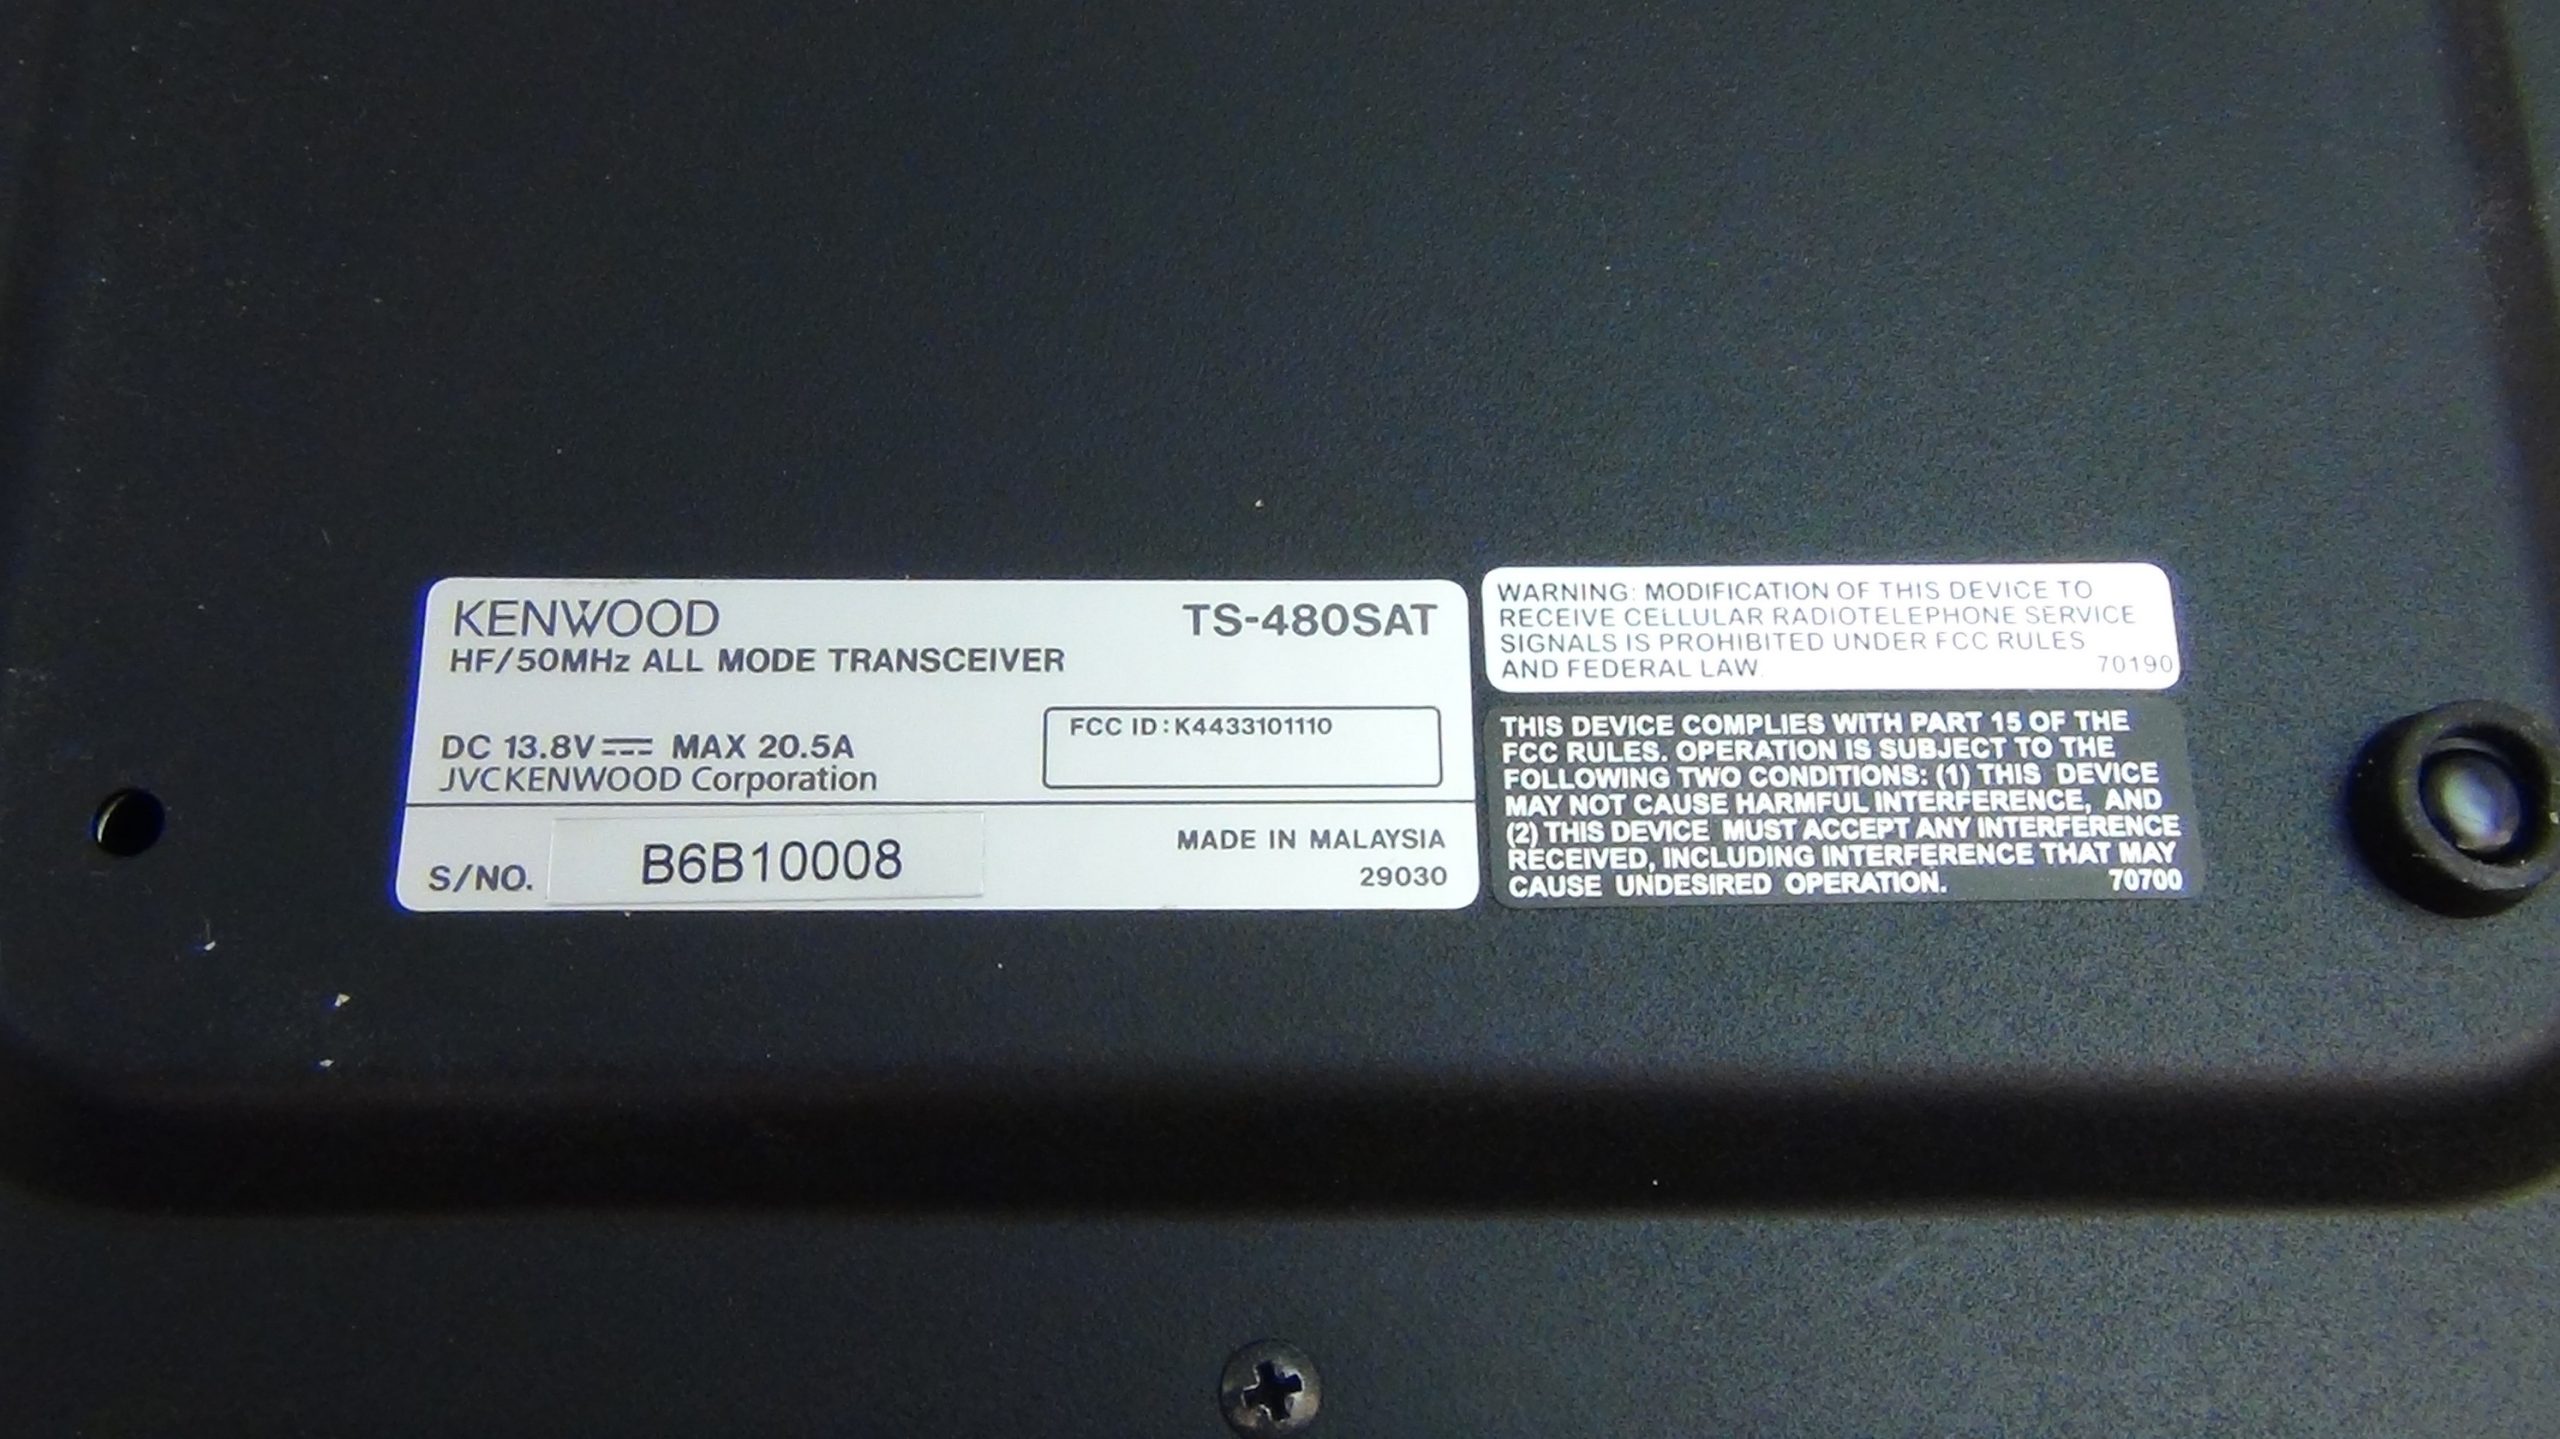 KENWOOD TS-480SAT
HF/50MHz ALL MODE TRANSCEIVER
FCC ID:K4433101110
DC 13.8V MAX 20.5A
JVCKENWOOD Corporation
S/NO. B6B10008
MADE IN MALAYSIA
29030
WARNING: MODIFICATION OF THIS DEVICE TO
RECEIVE CELLULAR RADIOTELEPHONE SERVICE
SIGNALS IS PROHIBITED UNDER FCC RULES
AND FEDERAL LAW. 70190
THIS DEVICE COMPLIES WITH PART 15 OF THE
FCC RULES. OPERATION IS SUBJECT TO THE
FOLLOWING TWO CONDITIONS: (1) THIS DEVICE
MAY NOT CAUSE HARMFUL INTERFERENCE, AND
(2) THIS DEVICE MUST ACCEPT ANY INTERFERENCE
RECEIVED, INCLUDING INTERFERENCE THAT MAY
CAUSE UNDESIRED OPERATION. 70700